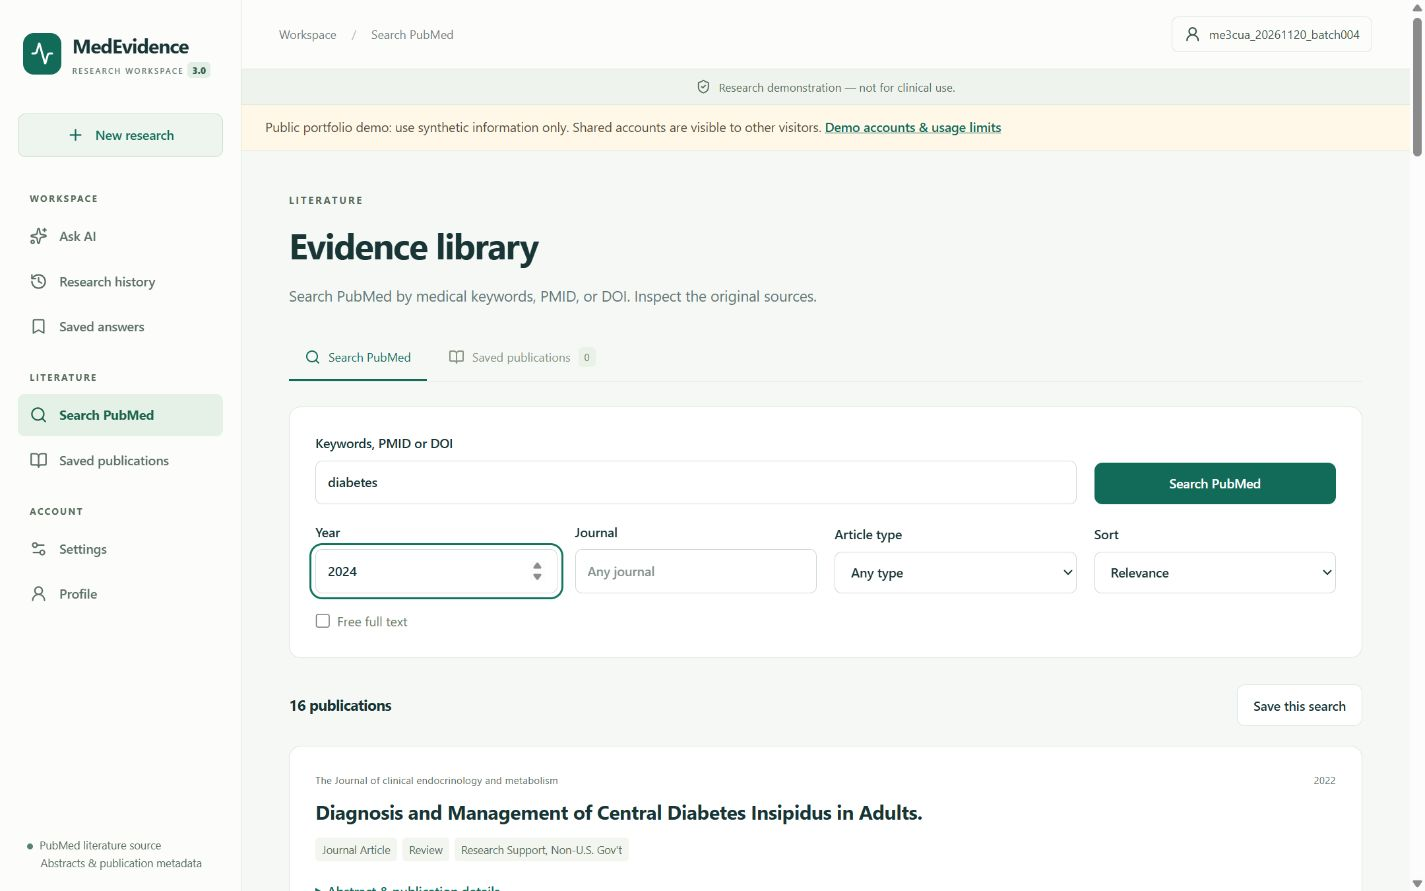 MedEvidence
RESEARCH WORKSPACE 3.0
New research
WORKSPACE
Ask AI
Research history
Saved answers
LITERATURE
Search PubMed
Saved publications
ACCOUNT
Settings
Profile
PubMed literature source
Abstracts & publication metadata
Workspace / Search PubMed
me3cua_20261120_batch004
Research demonstration — not for clinical use.
Public portfolio demo: use synthetic information only. Shared accounts are visible to other visitors. Demo accounts & usage limits
LITERATURE
Evidence library
Search PubMed by medical keywords, PMID, or DOI. Inspect the original sources.
Search PubMed
Saved publications 0
Keywords, PMID or DOI
diabetes
Search PubMed
Year
Journal
Article type
Sort
2024
Any journal
Any type
Relevance
Free full text
16 publications
Save this search
The Journal of clinical endocrinology and metabolism
2022
Diagnosis and Management of Central Diabetes Insipidus in Adults.
Journal Article
Review
Research Support, Non-U.S. Gov't
Abstract & publication details